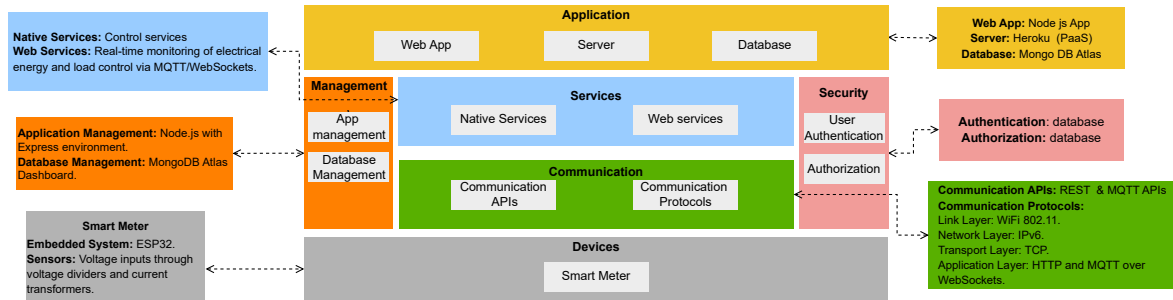 Native Services: Control services
Web Services: Real-time monitoring of electrical
energy and load control via MQTT/WebSockets.
Application Management: Node.js with
Express environment.
Database Management: MongoDB Atlas
Dashboard.
Smart Meter
Embedded System: ESP32.
Sensors: Voltage inputs through
voltage dividers and current
transformers.
Application
Web App
Server
Database
Management
App
management
Database
Management
Services
Native Services
Web services
Communication
Communication
APIs
Communication
Protocols
Security
User
Authentication
Authorization
Devices
Smart Meter
Web App: Node js App
Server: Heroku (PaaS)
Database: Mongo DB Atlas
Authentication: database
Authorization: database
Communication APIs: REST & MQTT APIs
Communication Protocols:
Link Layer: WiFi 802.11.
Network Layer: IPv6.
Transport Layer: TCP.
Application Layer: HTTP and MQTT over
WebSockets.